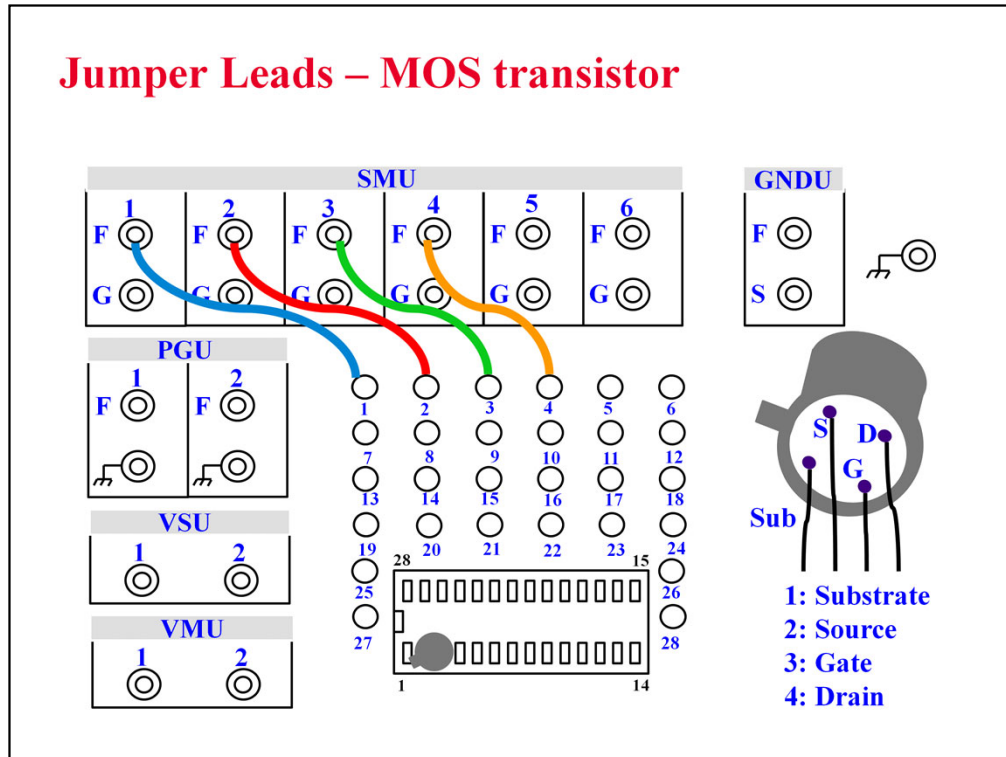 Jumper Leads – MOS transistor
SMU
1 2 3 4 5 6
F F F F F F
G G G G G G
GNDU
F
S
PGU
1 2
F F
VSU
1 2
VMU
1 2
1 2 3 4 5 6
7 8 9 10 11 12
13 14 15 16 17 18
19 20 21 22 23 24
25 26
27 28
28 15
1 14
S D
G
Sub
1: Substrate
2: Source
3: Gate
4: Drain